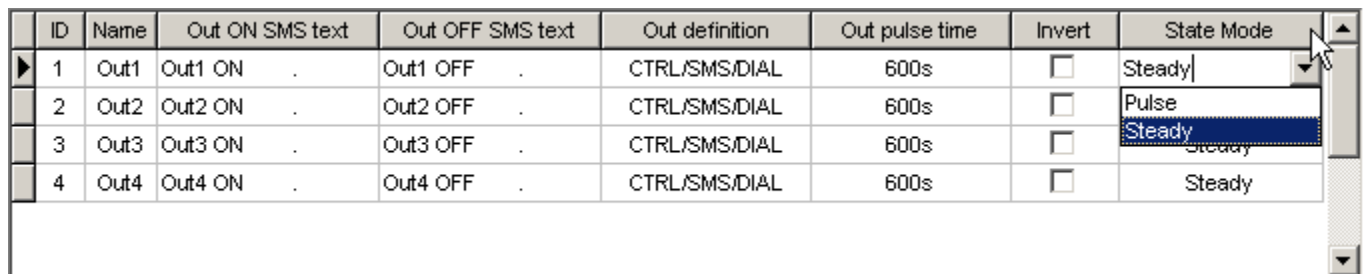 ID Name Out ON SMS text Out OFF SMS text Out definition Out pulse time Invert State Mode
1 Out1 Out1 ON . Out1 OFF . CTRL/SMS/DIAL 600s Steady
2 Out2 Out2 ON . Out2 OFF . CTRL/SMS/DIAL 600s Pulse
Steady
3 Out3 Out3 ON . Out3 OFF . CTRL/SMS/DIAL 600s Steady
4 Out4 Out4 ON . Out4 OFF . CTRL/SMS/DIAL 600s Steady